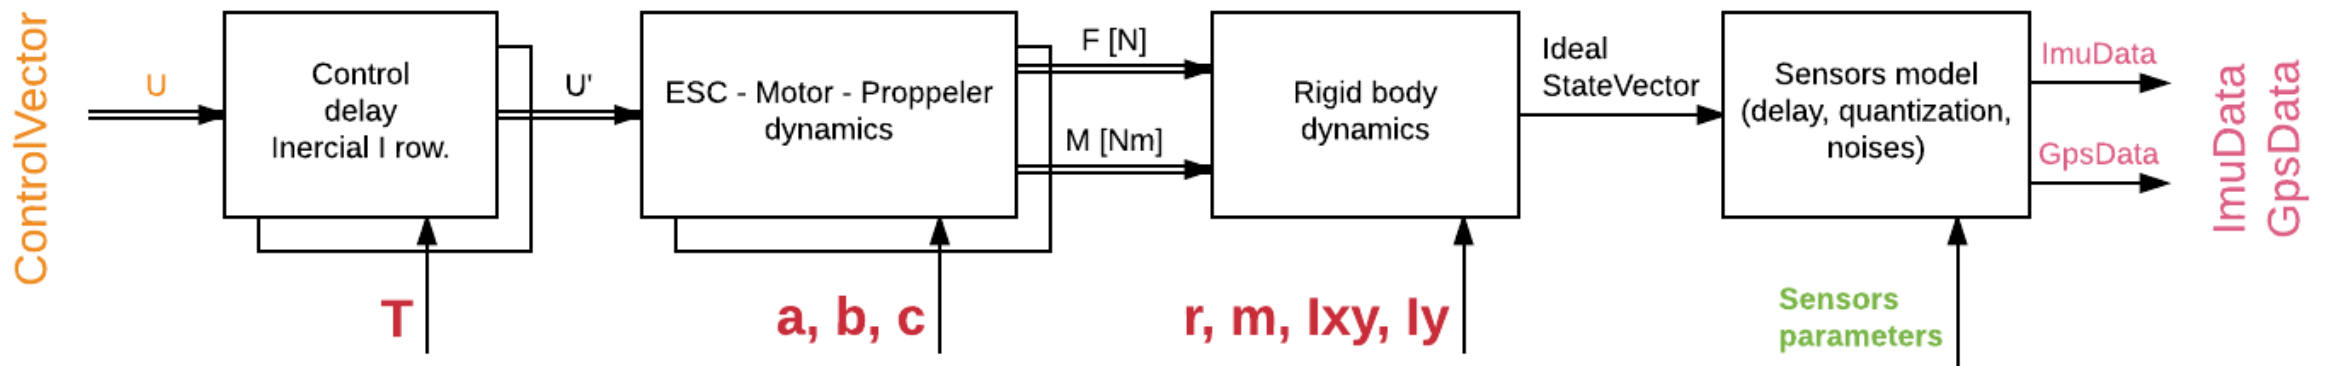 ControlVector
U
Control
delay
Inercial I row.
T
U'
ESC - Motor - Proppeler
dynamics
a, b, c
F [N]
M [Nm]
Rigid body
dynamics
r, m, Ixy, Iy
Ideal
StateVector
Sensors model
(delay, quantization,
noises)
Sensors
parameters
ImuData
GpsData
ImuData
GpsData